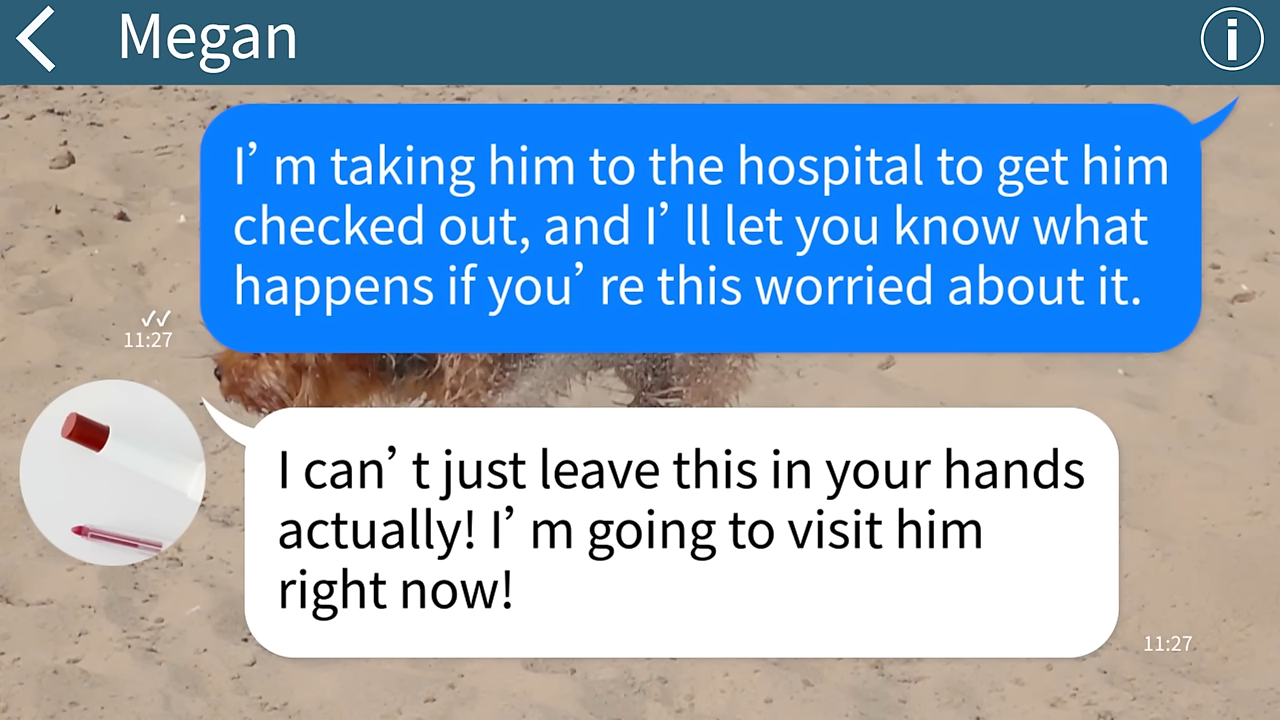 Megan
I’m taking him to the hospital to get him
checked out, and I’ll let you know what
happens if you’re this worried about it.
11:27
I can’t just leave this in your hands
actually! I’m going to visit him
right now!
11:27